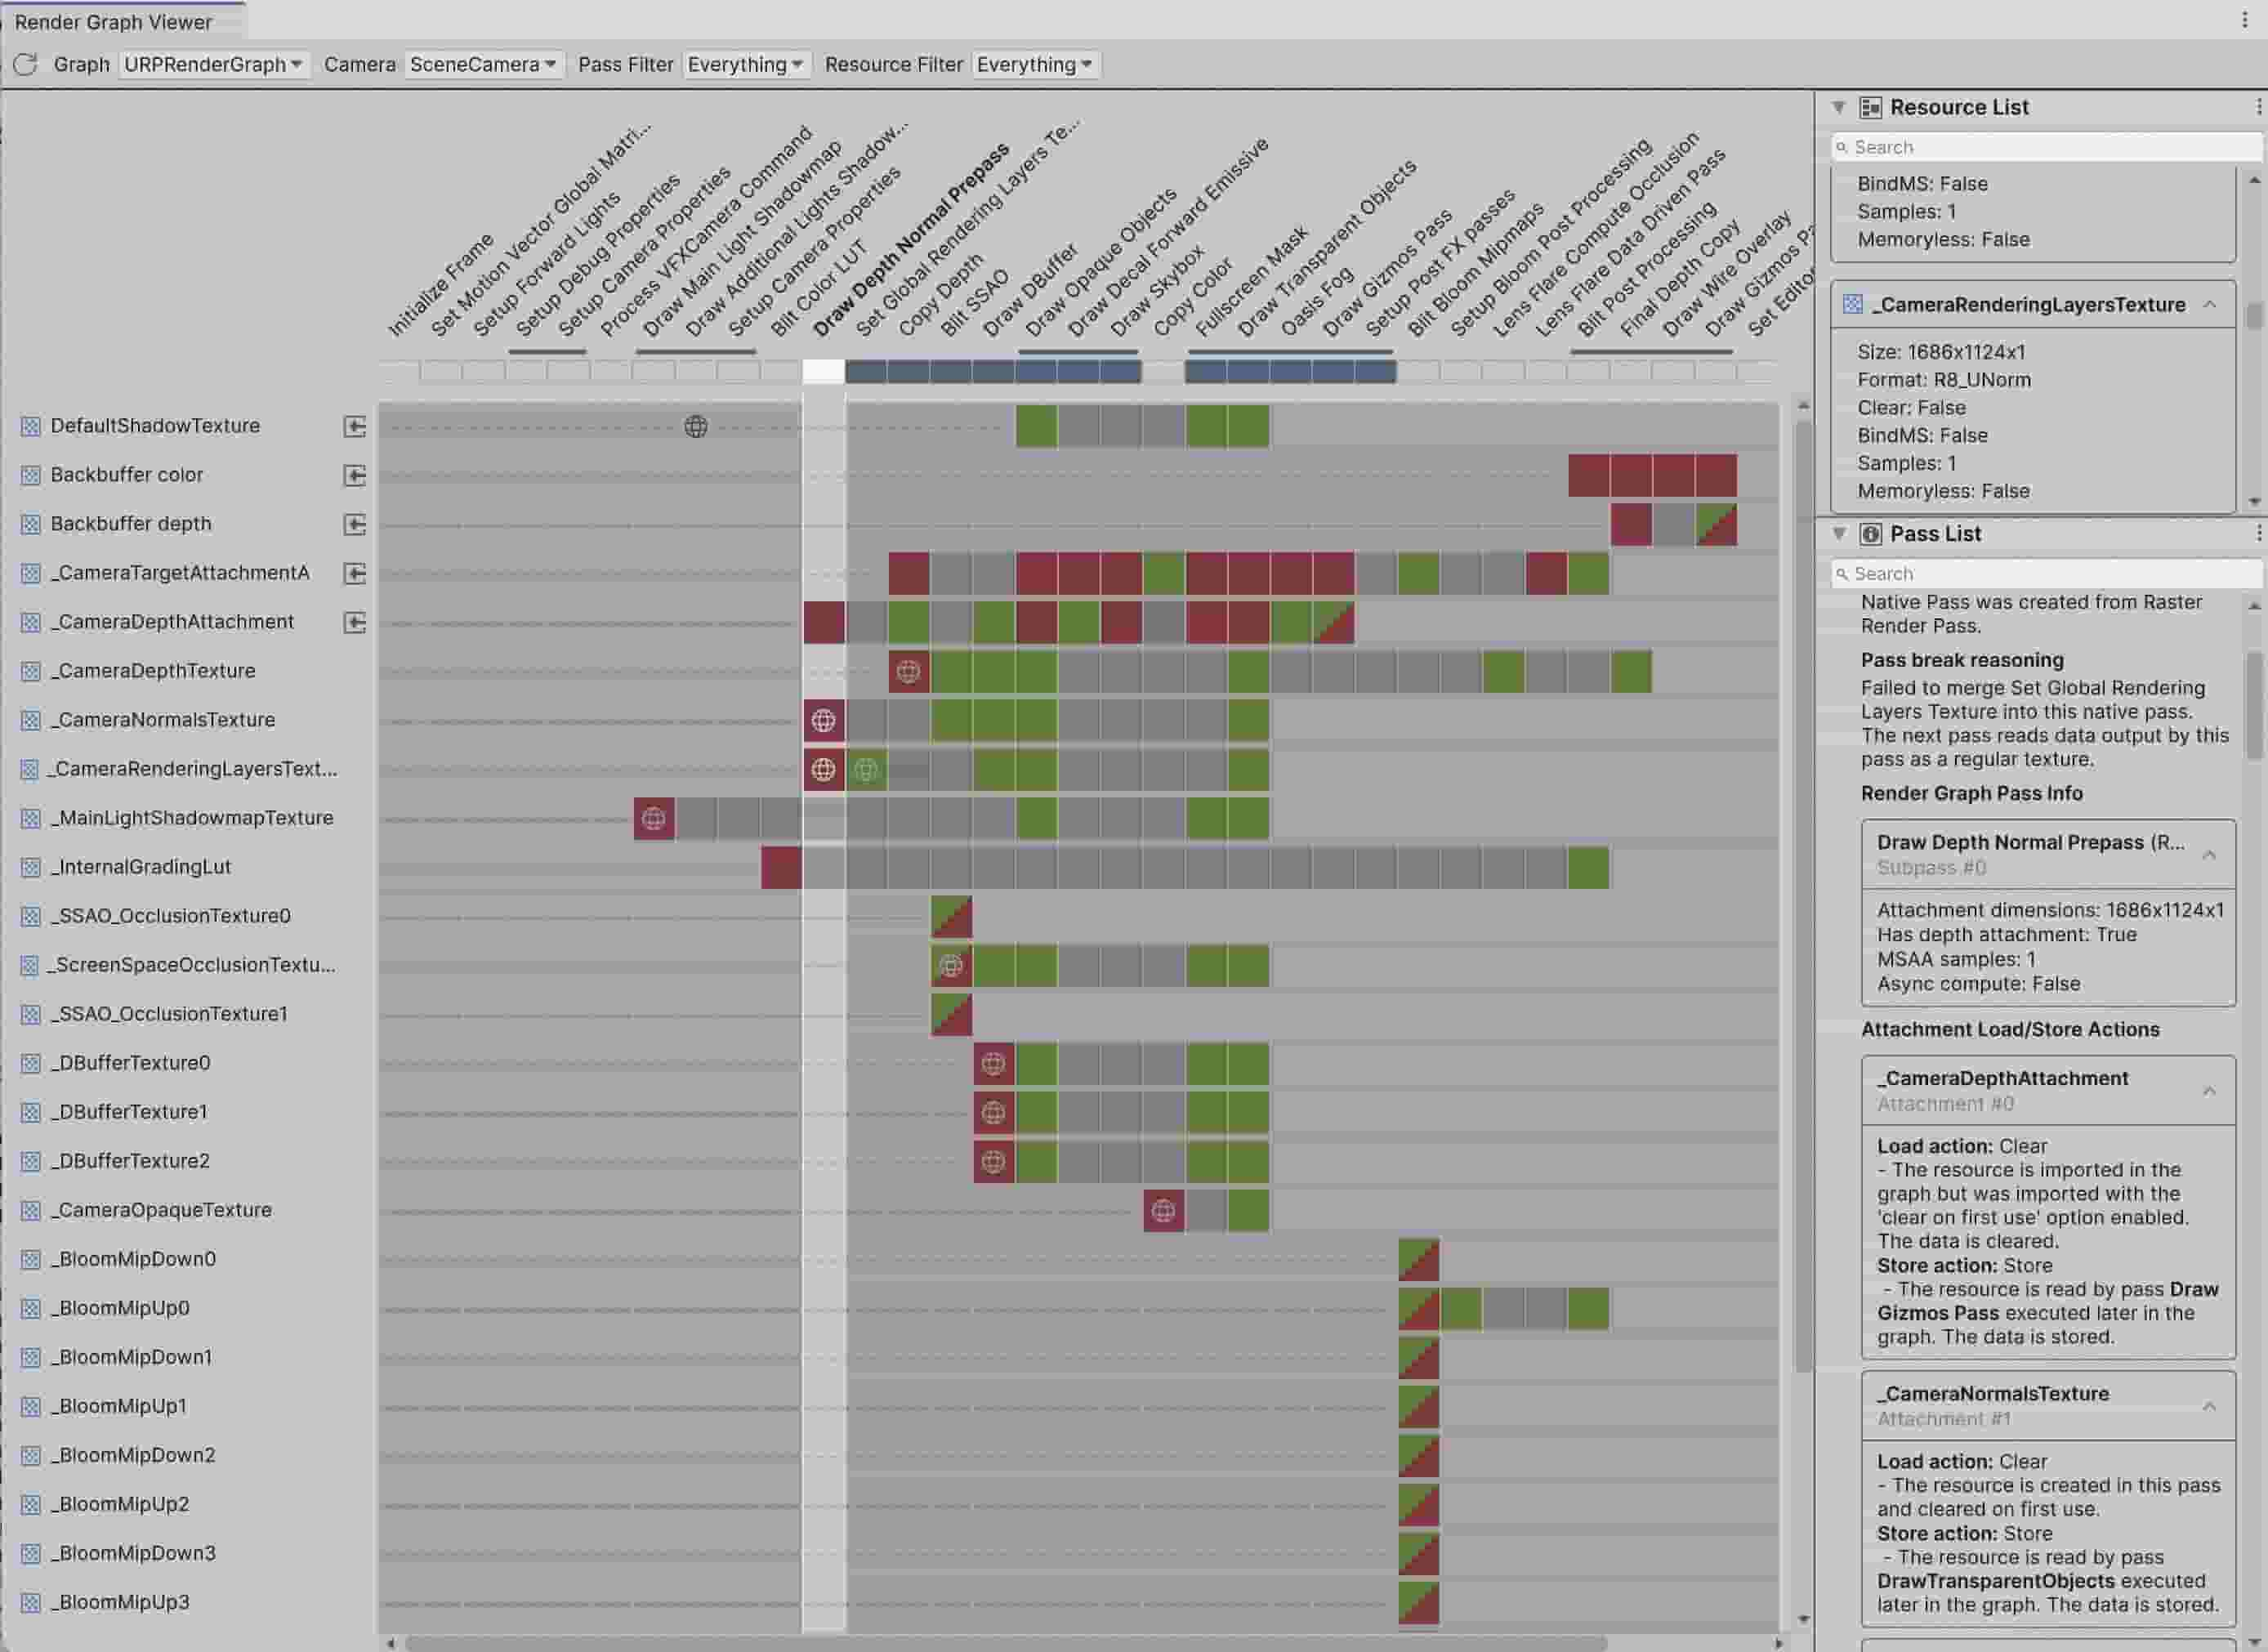 Render Graph Viewer
Graph URPRenderGraph Camera SceneCamera Pass Filter Everything Resource Filter Everything
Initialize Frame
Set Motion Vector Global Matri...
Setup Forward Lights
Setup Debug Properties
Setup Camera Properties
Process VFXCamera Command
Draw Main Light Shadowmap
Draw Additional Lights Shadow...
Setup Camera Properties
Blit Color LUT
Draw Depth Normal Prepass
Set Global Rendering Layers Te...
Copy Depth
Blit SSAO
Draw DBuffer
Draw Opaque Objects
Draw Decal Forward Emissive
Draw Skybox
Copy Color
Fullscreen Mask
Draw Transparent Objects
Oasis Fog
Draw Gizmos Pass
Setup Post FX passes
Blit Bloom Mipmaps
Setup Bloom Post Processing
Lens Flare Compute Occlusion
Lens Flare Data Driven Pass
Blit Post Processing
Final Depth Copy
Draw Wire Overlay
Draw Gizmos Pa
Set Edito
DefaultShadowTexture
Backbuffer color
Backbuffer depth
_CameraTargetAttachmentA
_CameraDepthAttachment
_CameraDepthTexture
_CameraNormalsTexture
_CameraRenderingLayersText...
_MainLightShadowmapTexture
_InternalGradingLut
_SSAO_OcclusionTexture0
_ScreenSpaceOcclusionTextu...
_SSAO_OcclusionTexture1
_DBufferTexture0
_DBufferTexture1
_DBufferTexture2
_CameraOpaqueTexture
_BloomMipDown0
_BloomMipUp0
_BloomMipDown1
_BloomMipUp1
_BloomMipDown2
_BloomMipUp2
_BloomMipDown3
_BloomMipUp3
Resource List
Search
BindMS: False
Samples: 1
Memoryless: False
_CameraRenderingLayersTexture
Size: 1686x1124x1
Format: R8_UNorm
Clear: False
BindMS: False
Samples: 1
Memoryless: False
Pass List
Search
Native Pass was created from Raster
Render Pass.
Pass break reasoning
Failed to merge Set Global Rendering
Layers Texture into this native pass.
The next pass reads data output by this
pass as a regular texture.
Render Graph Pass Info
Draw Depth Normal Prepass (R...
Subpass #0
Attachment dimensions: 1686x1124x1
Has depth attachment: True
MSAA samples: 1
Async compute: False
Attachment Load/Store Actions
_CameraDepthAttachment
Attachment #0
Load action: Clear
- The resource is imported in the
graph but was imported with the
'clear on first use' option enabled.
The data is cleared.
Store action: Store
- The resource is read by pass Draw
Gizmos Pass executed later in the
graph. The data is stored.
_CameraNormalsTexture
Attachment #1
Load action: Clear
- The resource is created in this pass
and cleared on first use.
Store action: Store
- The resource is read by pass
DrawTransparentObjects executed
later in the graph. The data is stored.